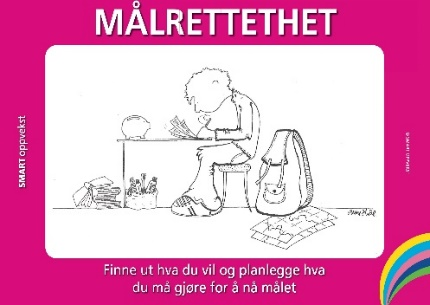 MÅLRETTETHET
SMART oppvekst
Finne ut hva du vil og planlegge hva
du må gjøre for å nå målet